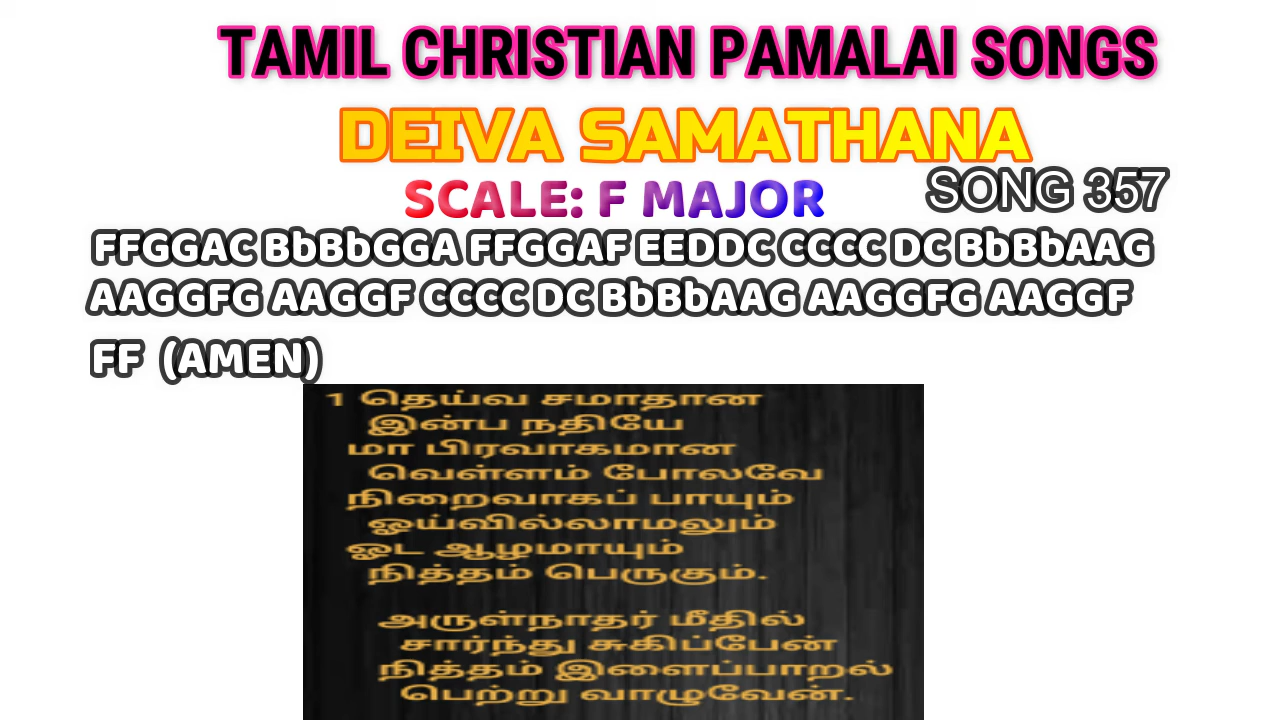 TAMIL CHRISTIAN PAMALAI SONGS
DEIVA SAMATHANA
SCALE: F MAJOR
SONG 357
FFGGAC BbBbGGA FFGGAF EEDDC CCCC DC BbBbAAG
AAGGFG AAGGF CCCC DC BbBbAAG AAGGFG AAGGF
FF (AMEN)
1 தெய்வ சமாதான
இன்ப நதியே
மா பிரவாகமான
வெள்ளம் போலவே
நிறைவாகப் பாயும்
ஓய்வில்லாமலும்
ஓட ஆழமாயும்
நித்தம் பெருகும்.
அருள்நாதர் மீதில்
சார்ந்து சுகிப்பேன்
நித்தம் இளைப்பாறல்
பெற்று வாழுவேன்.